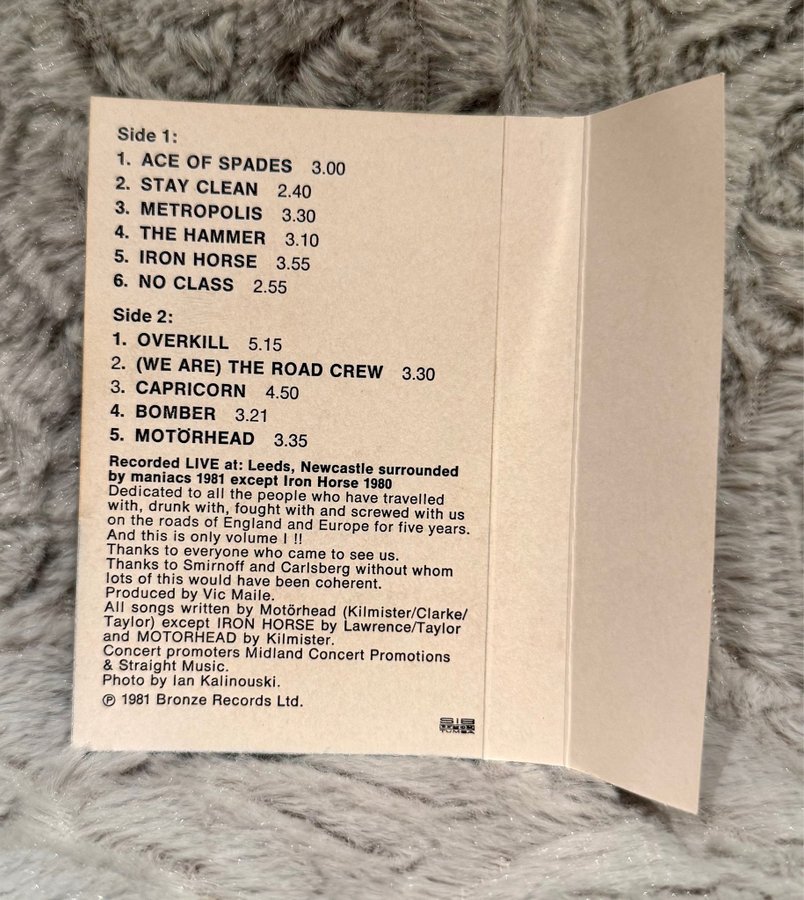 Side 1:
1. ACE OF SPADES 3.00
2. STAY CLEAN 2.40
3. METROPOLIS 3.30
4. THE HAMMER 3.10
5. IRON HORSE 3.55
6. NO CLASS 2.55
Side 2:
1. OVERKILL 5.15
2. (WE ARE) THE ROAD CREW 3.30
3. CAPRICORN 4.50
4. BOMBER 3.21
5. MOTÖRHEAD 3.35
Recorded LIVE at: Leeds, Newcastle surrounded
by maniacs 1981 except Iron Horse 1980
Dedicated to all the people who have travelled
with, drunk with, fought with and screwed with us
on the roads of England and Europe for five years.
And this is only volume I !!
Thanks to everyone who came to see us.
Thanks to Smirnoff and Carlsberg without whom
lots of this would have been coherent.
Produced by Vic Maile.
All songs written by Motörhead (Kilmister/Clarke/
Taylor) except IRON HORSE by Lawrence/Taylor
and MOTORHEAD by Kilmister.
Concert promoters Midland Concert Promotions
& Straight Music.
Photo by Ian Kalinouski.
℗ 1981 Bronze Records Ltd.
SIB
TUMBA